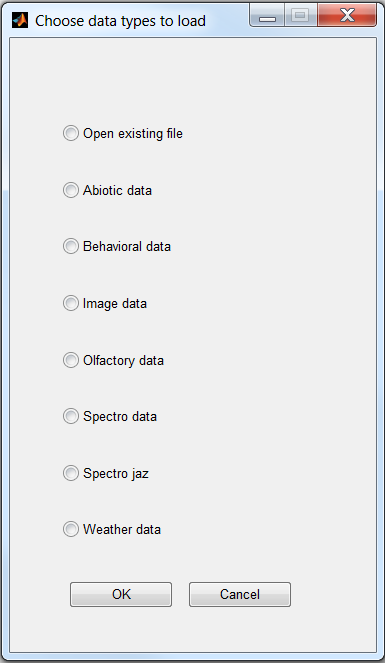 Choose data types to load
Open existing file
Abiotic data
Behavioral data
Image data
Olfactory data
Spectro data
Spectro jaz
Weather data
OK Cancel